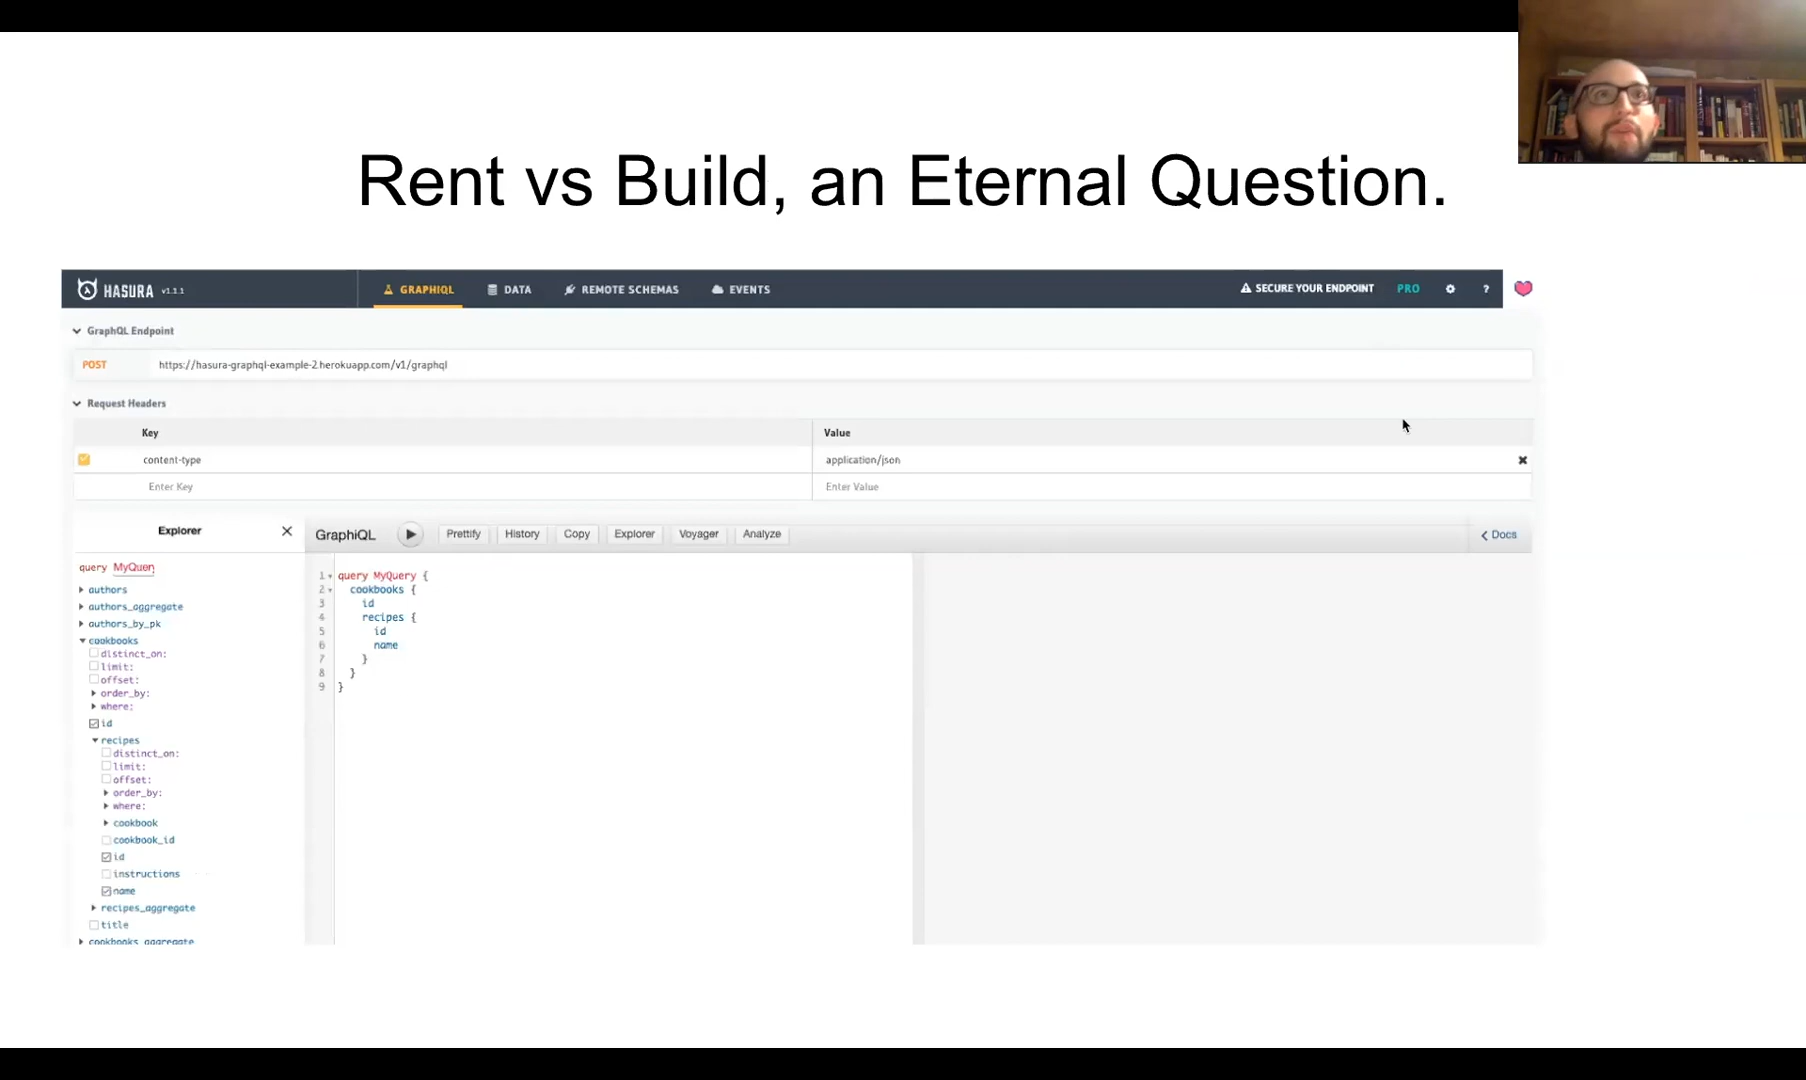 Rent vs Build, an Eternal Question.
HASURA v1.1.1 GRAPHIQL DATA REMOTE SCHEMAS EVENTS SECURE YOUR ENDPOINT PRO ?
GraphQL Endpoint
POST https://hasura-graphql-example-2.herokuapp.com/v1/graphql
Request Headers
Key Value
content-type application/json
Enter Key Enter Value
Explorer
GraphiQL Prettify History Copy Explorer Voyager Analyze Docs
query MyQuery
authors
authors_aggregate
authors_by_pk
cookbooks
distinct_on:
limit:
offset:
order_by:
where:
id
recipes
distinct_on:
limit:
offset:
order_by:
where:
cookbook
cookbook_id
id
instructions
name
recipes_aggregate
title
cookbooks_aggregate
1 query MyQuery {
2 cookbooks {
3 id
4 recipes {
5 id
6 name
7 }
8 }
9 }